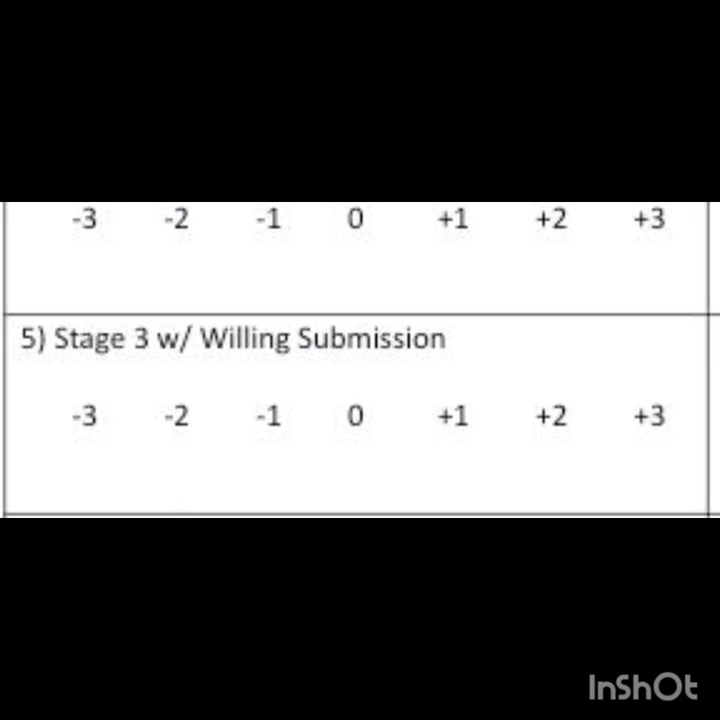 -3 -2 -1 0 +1 +2 +3
5) Stage 3 w/ Willing Submission
-3 -2 -1 0 +1 +2 +3
InShOt